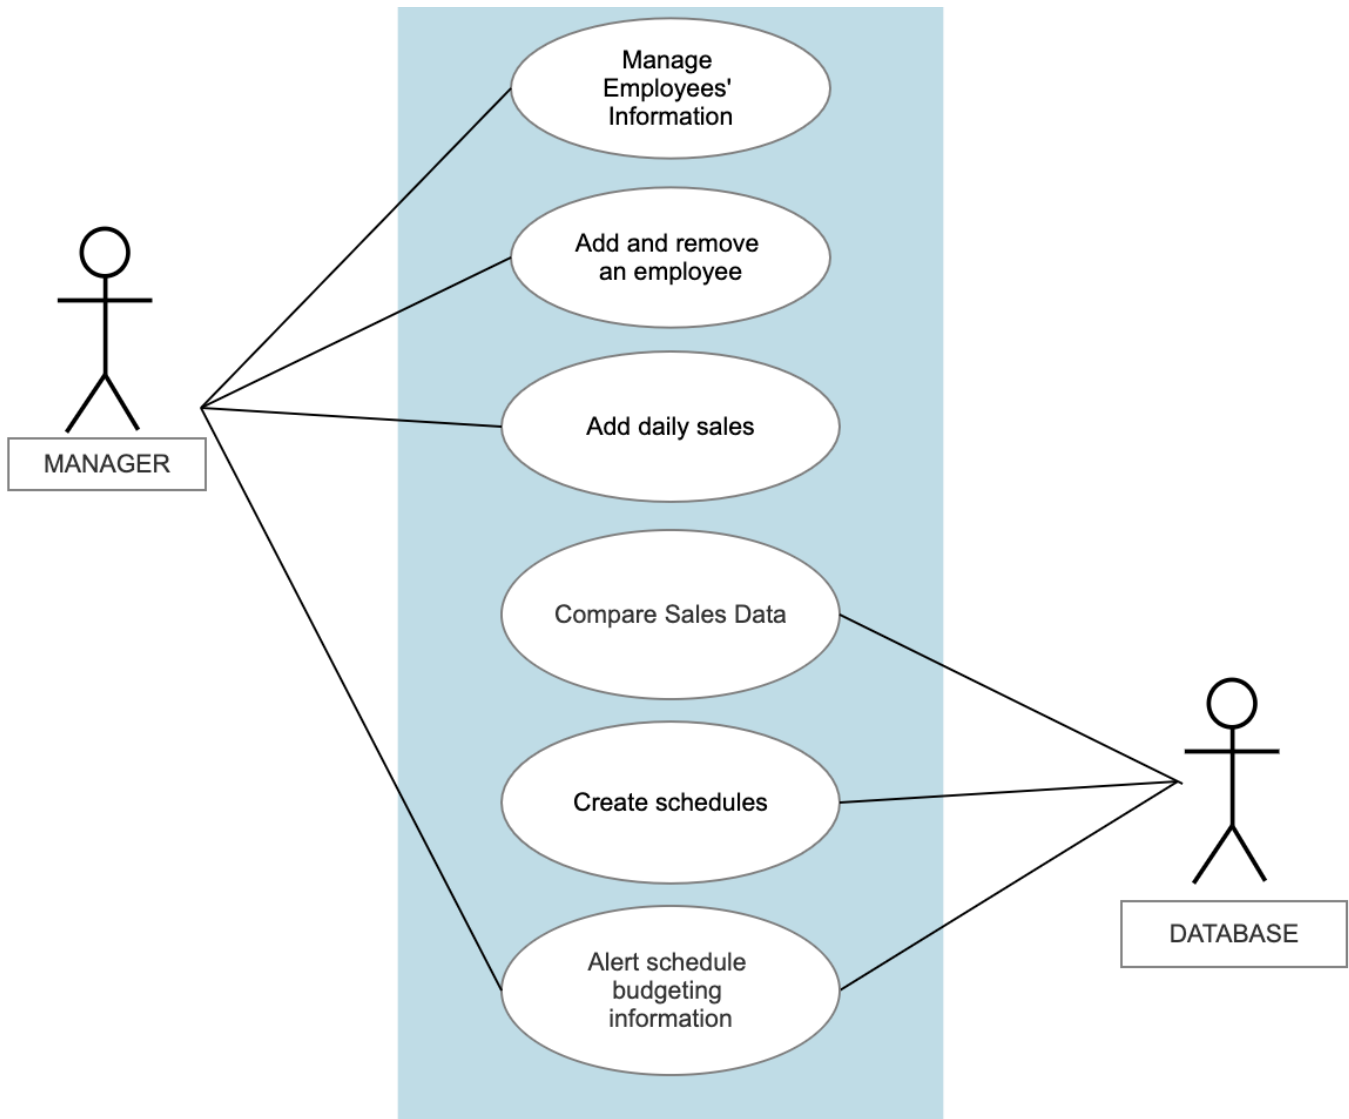 Manage
Employees'
Information
Add and remove
an employee
Add daily sales
MANAGER
Compare Sales Data
Create schedules
DATABASE
Alert schedule
budgeting
information